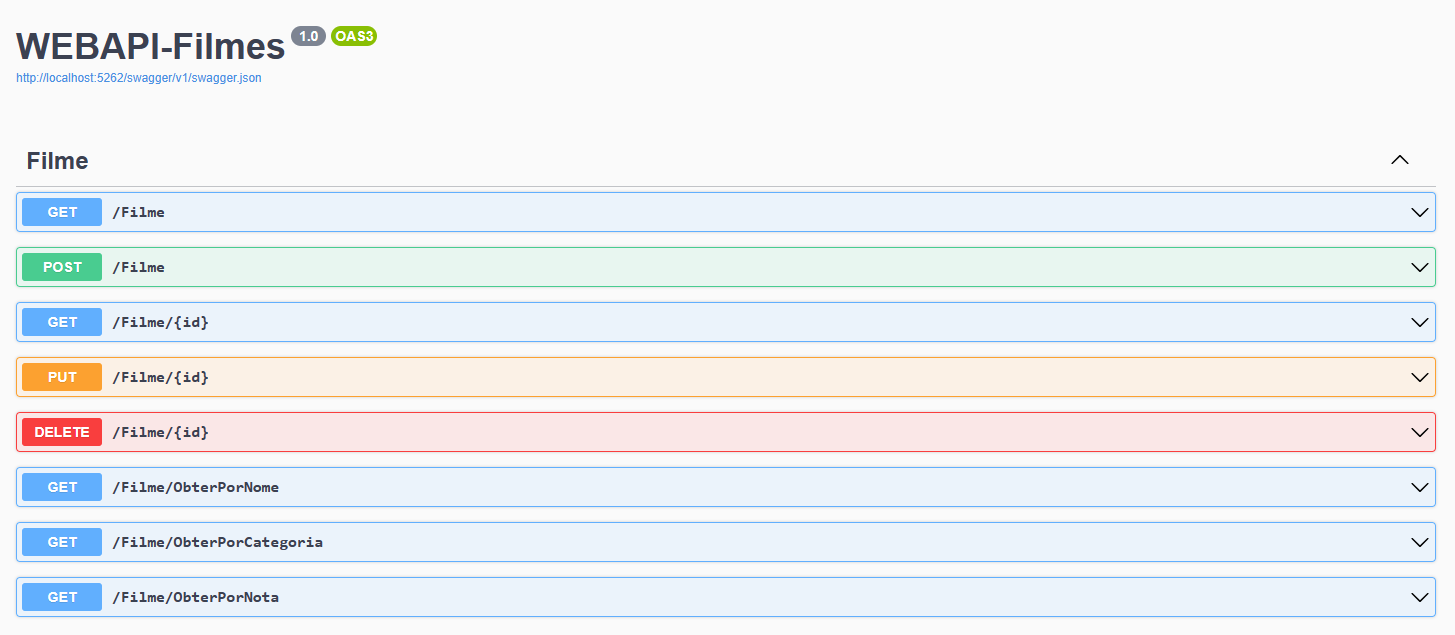 WEBAPI-Filmes 1.0 OAS3
http://localhost:5262/swagger/v1/swagger.json
Filme
GET /Filme
POST /Filme
GET /Filme/{id}
PUT /Filme/{id}
DELETE /Filme/{id}
GET /Filme/ObterPorNome
GET /Filme/ObterPorCategoria
GET /Filme/ObterPorNota